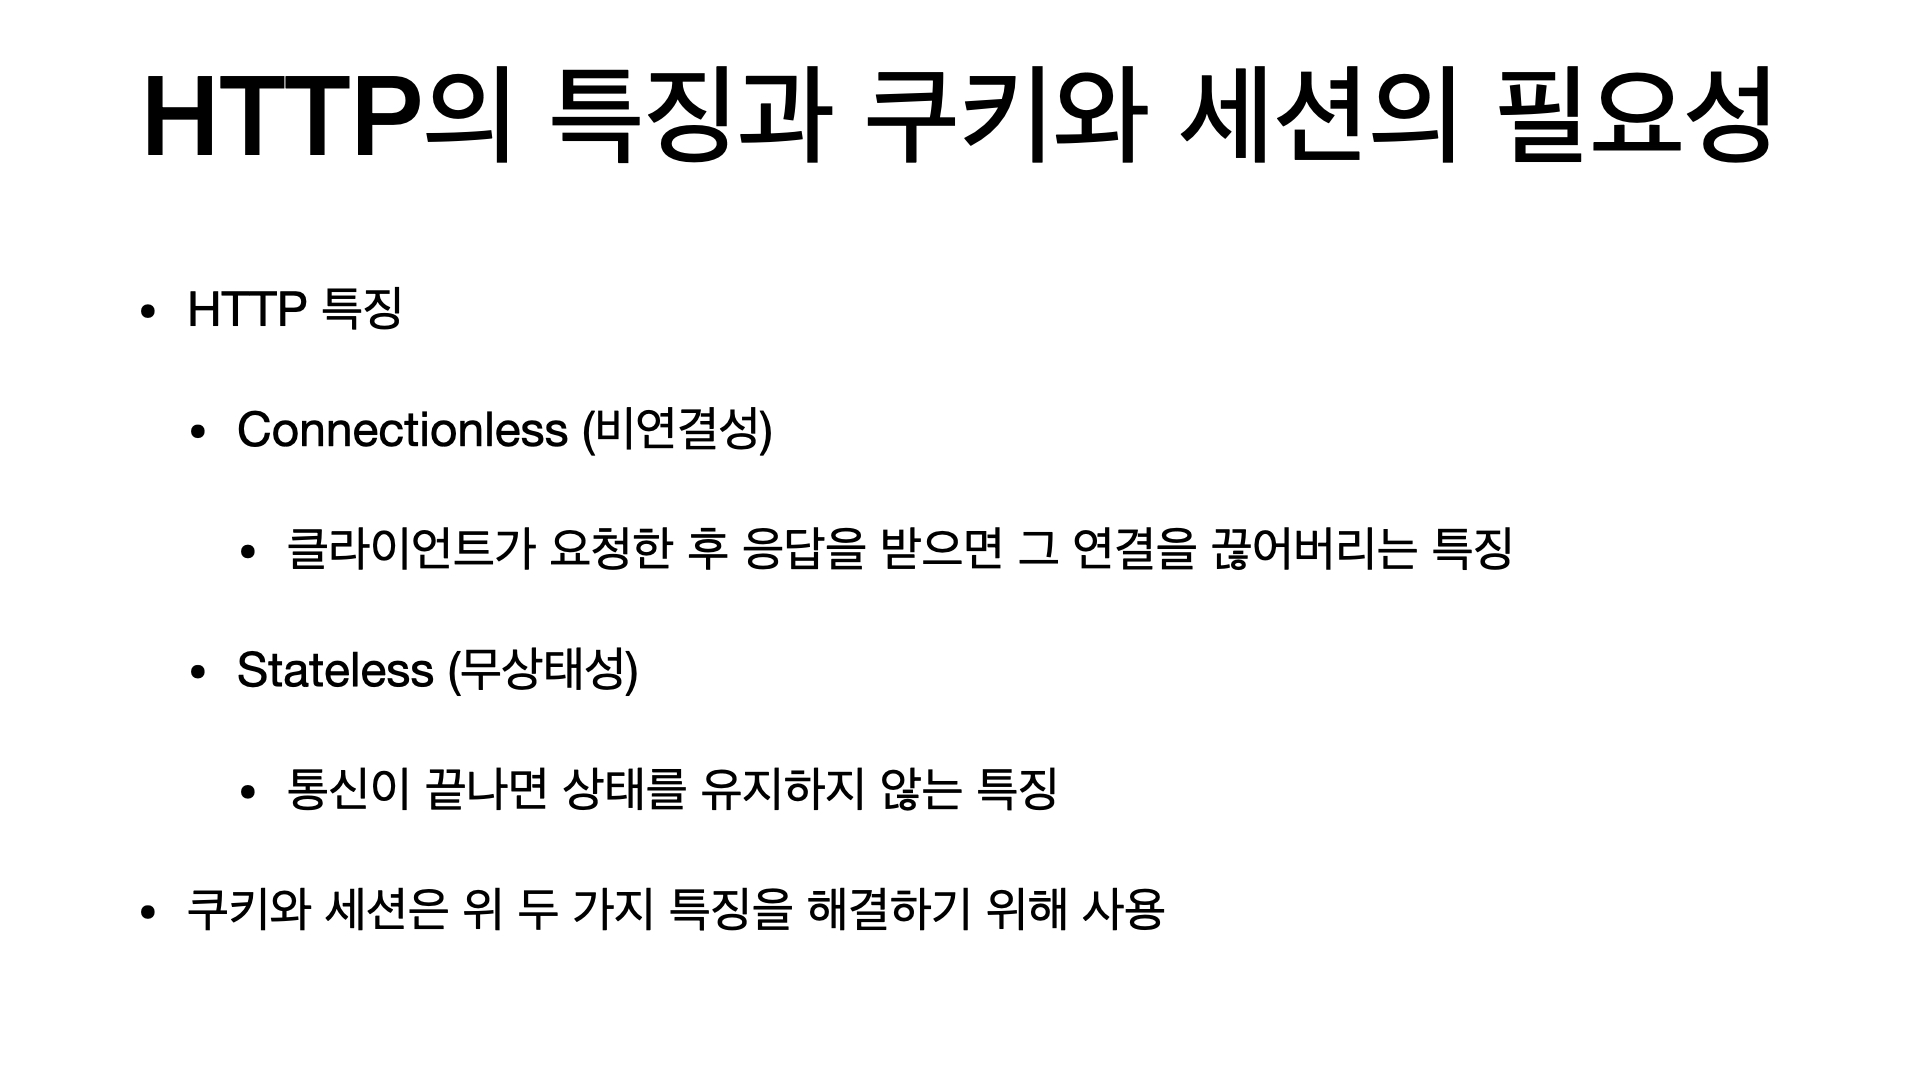 HTTP의 특징과 쿠키와 세션의 필요성
• HTTP 특징
• Connectionless (비연결성)
• 클라이언트가 요청한 후 응답을 받으면 그 연결을 끊어버리는 특징
• Stateless (무상태성)
• 통신이 끝나면 상태를 유지하지 않는 특징
• 쿠키와 세션은 위 두 가지 특징을 해결하기 위해 사용